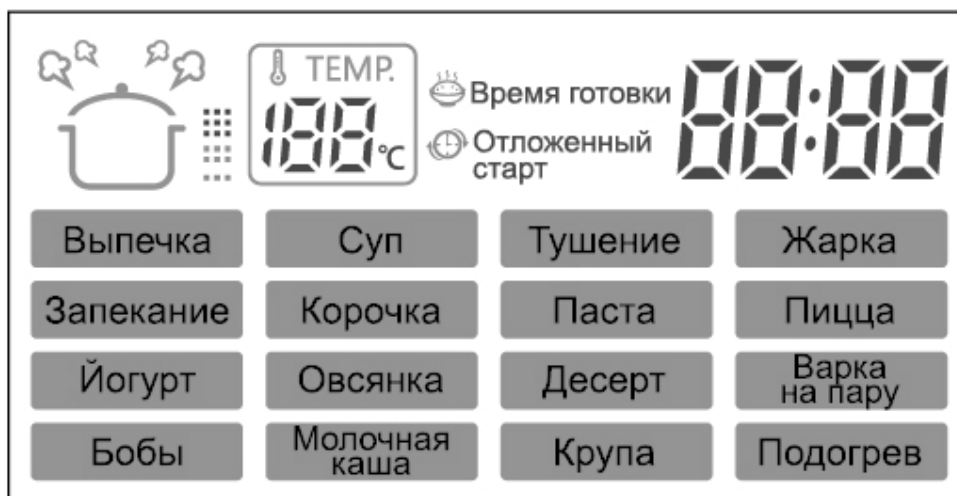 TEMP.
188 °C
Время готовки
88:88
Отложенный
старт
Выпечка Суп Тушение Жарка
Запекание Корочка Паста Пицца
Йогурт Овсянка Десерт Варка
на пару
Бобы Молочная
каша Крупа Подогрев